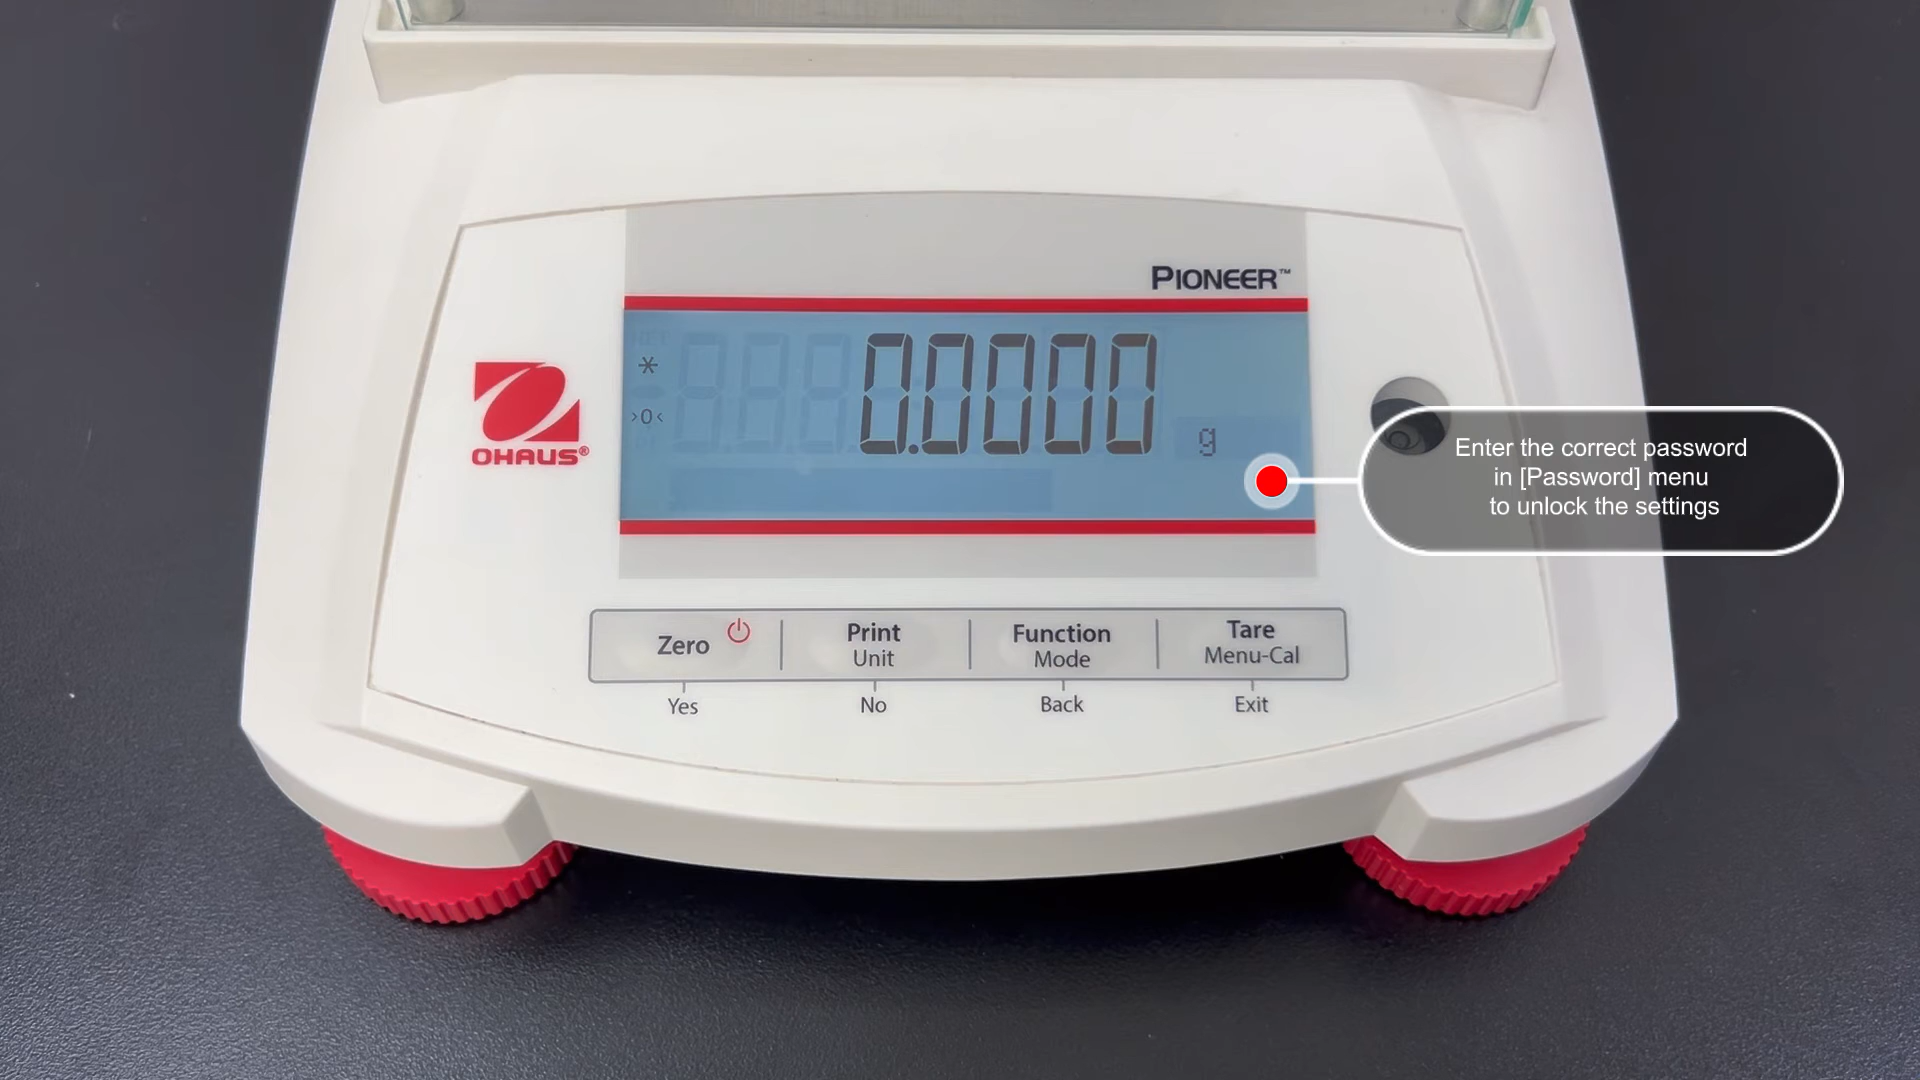 PIONEER™
* 0.0000
>0<
g
OHAUS®
Enter the correct password
in [Password] menu
to unlock the settings
Zero Print Function Tare
Unit Mode Menu-Cal
Yes No Back Exit